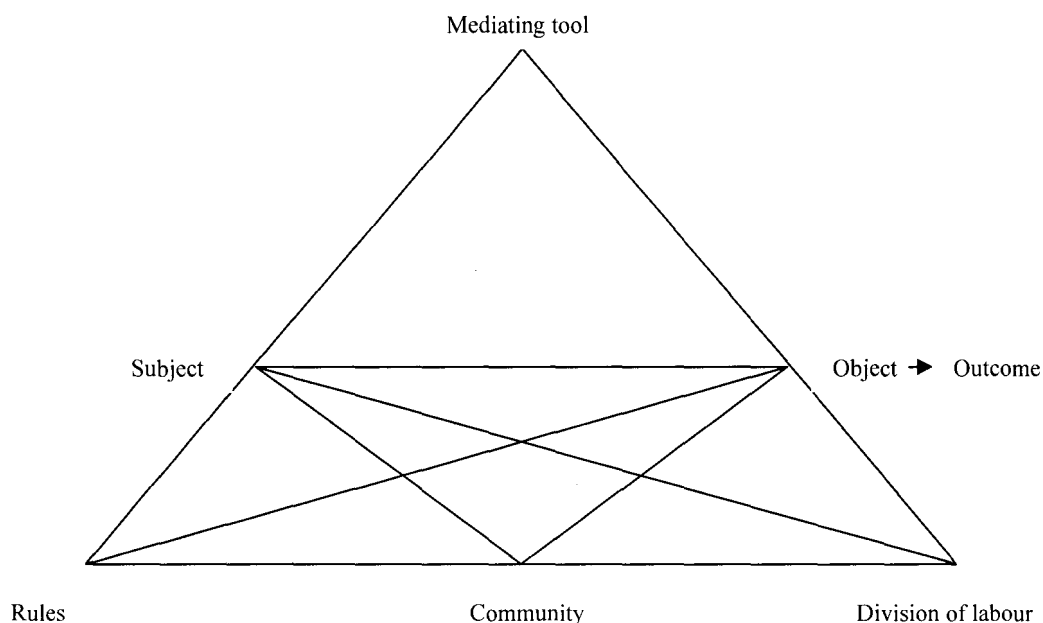 Mediating tool
Subject
Object → Outcome
Rules
Community
Division of labour